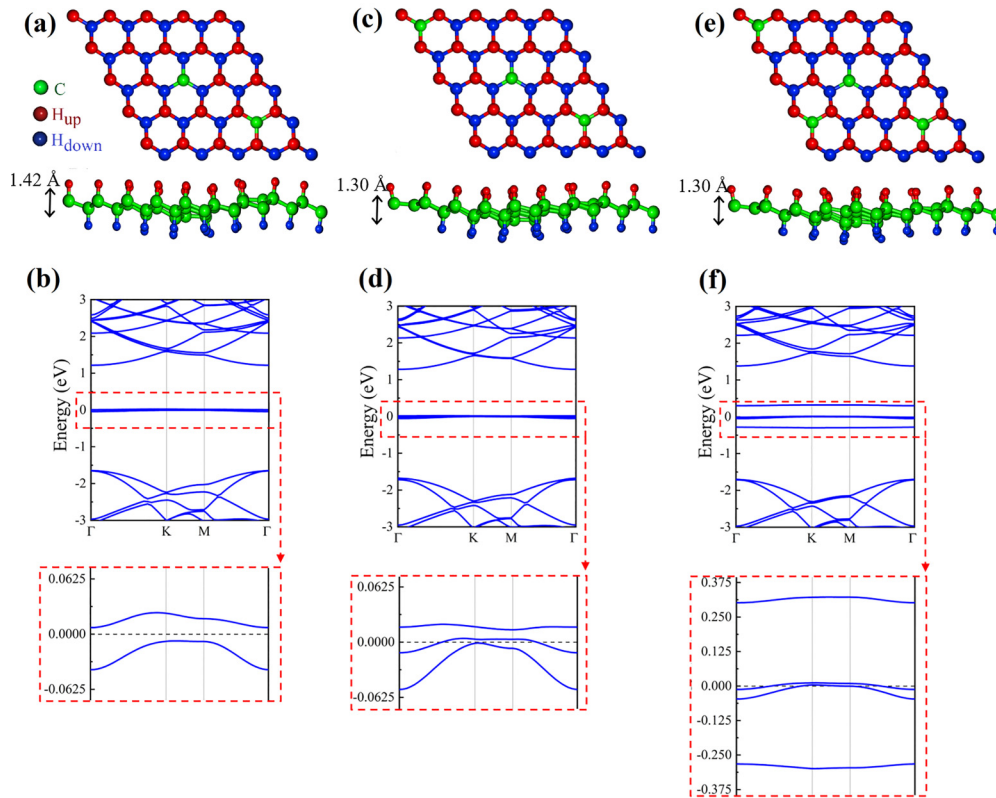 (a)
(c)
(e)
C
H_up
H_down
1.42 Å
1.30 Å
1.30 Å
(b)
(d)
(f)
Energy (eV)
3
2
1
0
-1
-2
-3
Γ K M Γ
Energy (eV)
3
2
1
0
-1
-2
-3
Γ K M Γ
Energy (eV)
3
2
1
0
-1
-2
-3
Γ K M Γ
0.0625
0.0000
-0.0625
0.0625
0.0000
-0.0625
0.375
0.250
0.125
0.000
-0.125
-0.250
-0.375